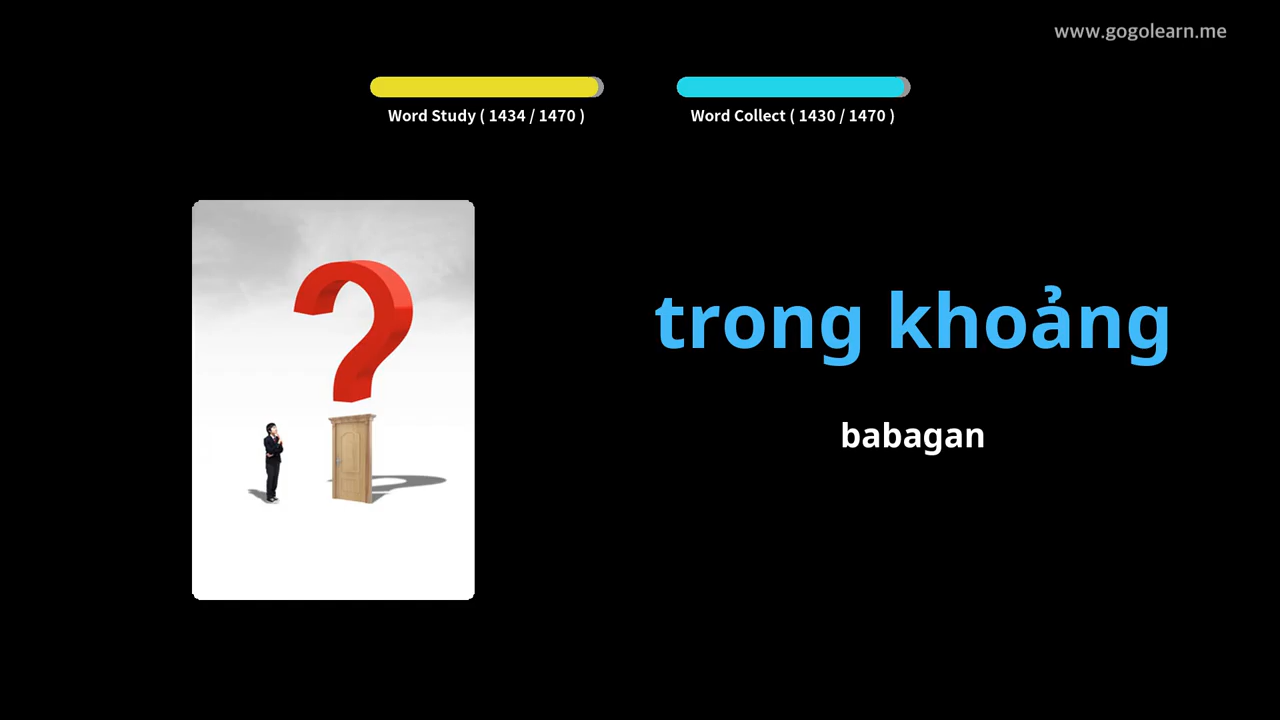 www.gogolearn.me
Word Study ( 1434 / 1470 )
Word Collect ( 1430 / 1470 )
trong khoảng
babagan